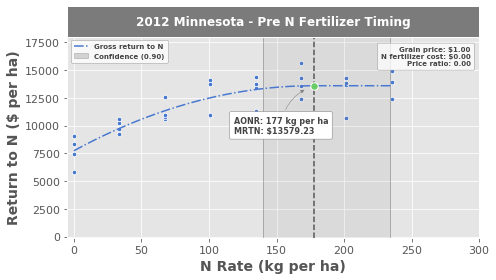 2012 Minnesota - Pre N Fertilizer Timing
Gross return to N
Confidence (0.90)
Grain price: $1.00
N fertilizer cost: $0.00
Price ratio: 0.00
17500
15000
12500
10000
7500
5000
2500
0
Return to N ($ per ha)
AONR: 177 kg per ha
MRTN: $13579.23
0
50
100
150
200
250
300
N Rate (kg per ha)